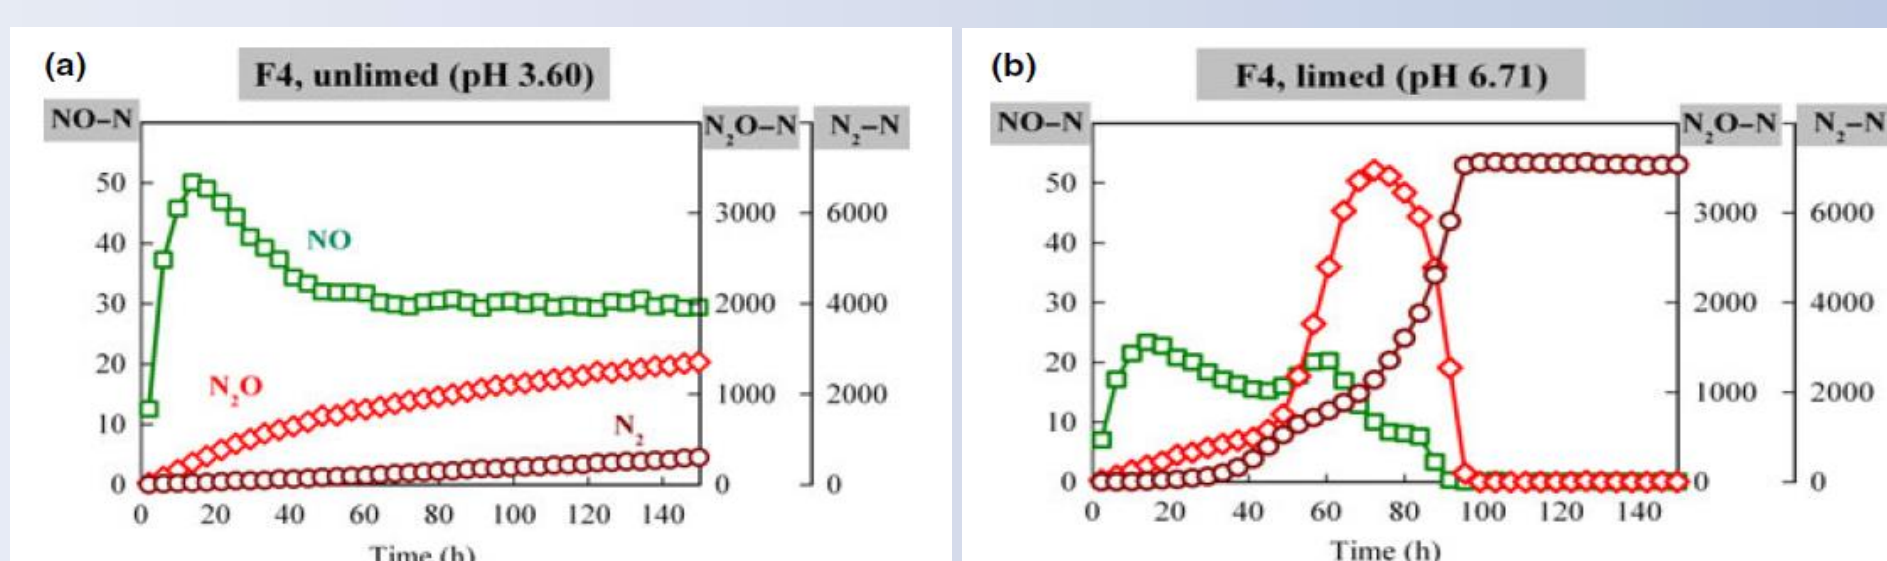 (a)
F4, unlimed (pH 3.60)
NO–N
N₂O–N
N₂–N
50
40
30
20
10
0
3000
2000
1000
0
6000
4000
2000
0
NO
N₂O
N₂
0 20 40 60 80 100 120 140
Time (h)
(b)
F4, limed (pH 6.71)
NO–N
N₂O–N
N₂–N
50
40
30
20
10
0
3000
2000
1000
0
6000
4000
2000
0
0 20 40 60 80 100 120 140
Time (h)